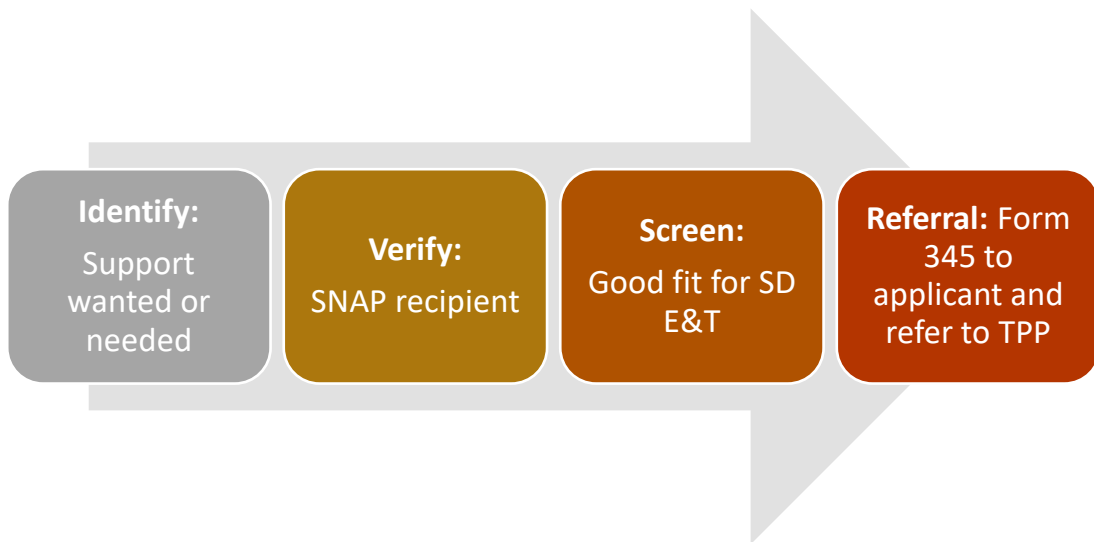 Identify:
Support
wanted or
needed
Verify:
SNAP recipient
Screen:
Good fit for SD
E&T
Referral: Form
345 to
applicant and
refer to TPP